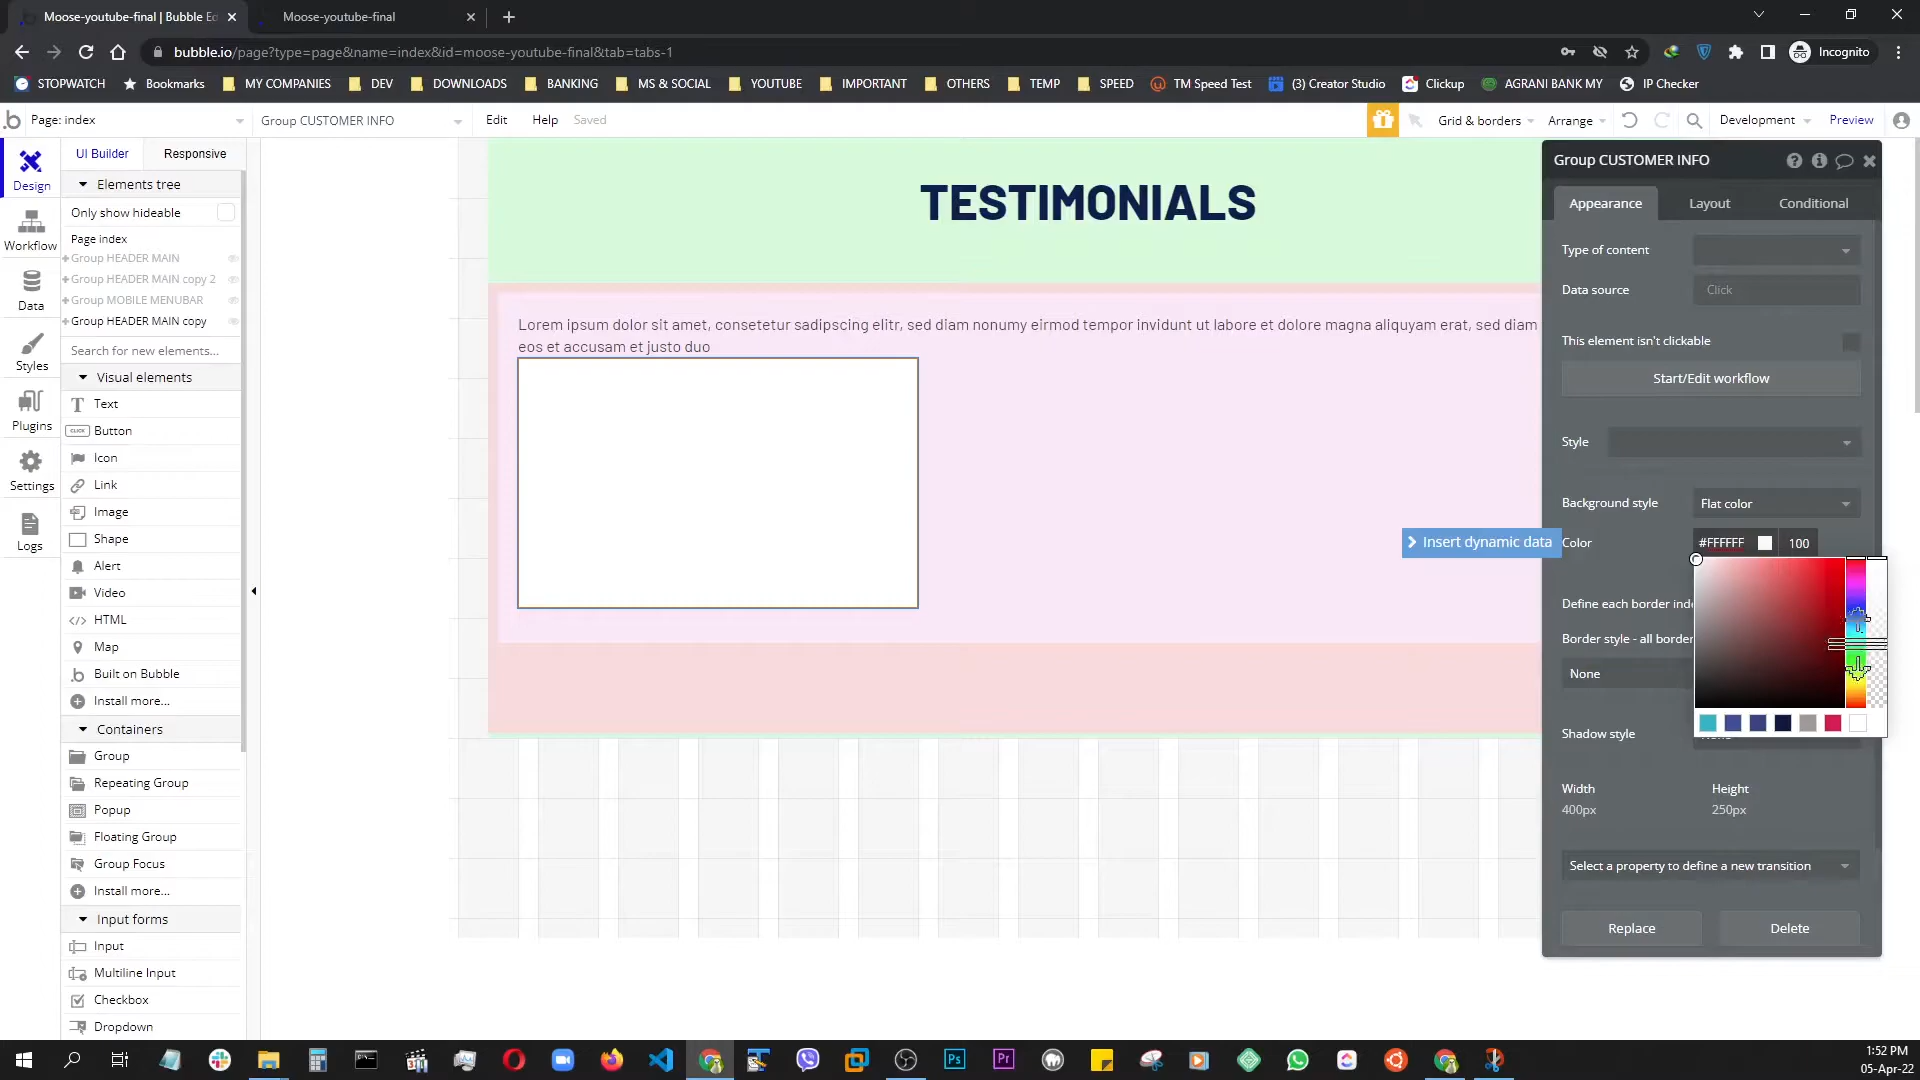 Moose-youtube-final | Bubble Ec
Moose-youtube-final
bubble.io/page?type=page&name=index&id=moose-youtube-final&tab=tabs-1
Incognito
STOPWATCH
Bookmarks
MY COMPANIES
DEV
DOWNLOADS
BANKING
MS & SOCIAL
YOUTUBE
IMPORTANT
OTHERS
TEMP
SPEED
TM Speed Test
(3) Creator Studio
Clickup
AGRANI BANK MY
IP Checker
Page: index
Group CUSTOMER INFO
Edit
Help
Saved
Grid & borders
Arrange
Development
Preview
Design
Workflow
Data
Styles
Plugins
Settings
Logs
UI Builder
Responsive
Elements tree
Only show hideable
Page index
Group HEADER MAIN
Group HEADER MAIN copy 2
Group MOBILE MENUBAR
Group HEADER MAIN copy
Search for new elements...
Visual elements
Text
CLICK
Button
Icon
Link
Image
Shape
Alert
Video
HTML
Map
Built on Bubble
Install more...
Containers
Group
Repeating Group
Popup
Floating Group
Group Focus
Install more...
Input forms
Input
Multiline Input
Checkbox
Dropdown
TESTIMONIALS
Lorem ipsum dolor sit amet, consetetur sadipscing elitr, sed diam nonumy eirmod tempor invidunt ut labore et dolore magna aliquyam erat, sed diam
eos et accusam et justo duo
Insert dynamic data
Group CUSTOMER INFO
Appearance
Layout
Conditional
Type of content
Data source
Click
This element isn't clickable
Start/Edit workflow
Style
Background style
Flat color
Color
#FFFFFF
100
Define each border ind
Border style - all border
None
Shadow style
Width
Height
400px
250px
Select a property to define a new transition
Replace
Delete
Ps
Pr
1:52 PM
05-Apr-22